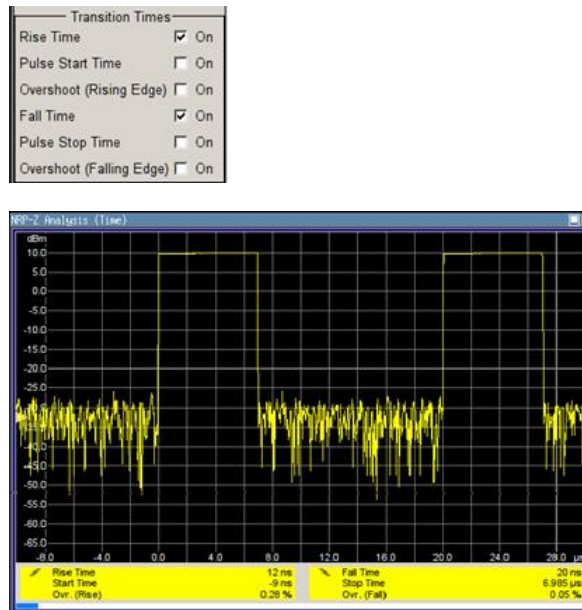 Transition Times
Rise Time On
Pulse Start Time On
Overshoot (Rising Edge) On
Fall Time On
Pulse Stop Time On
Overshoot (Falling Edge) On
NRP-Z Analysis (Time)
dBm
10.0
5.0
0.0
-5.0
-10.0
-15.0
-20.0
-25.0
-45.0
-50.0
-55.0
-60.0
-65.0
-8.0 -4.0 0.0 4.0 8.0 12.0 16.0 20.0 24.0 28.0 µs
Rise Time 12 ns Fall Time 20 ns
Start Time -9 ns Stop Time 6.985 µs
Ovr. (Rise) 0.28 % Ovr. (Fall) 0.05 %